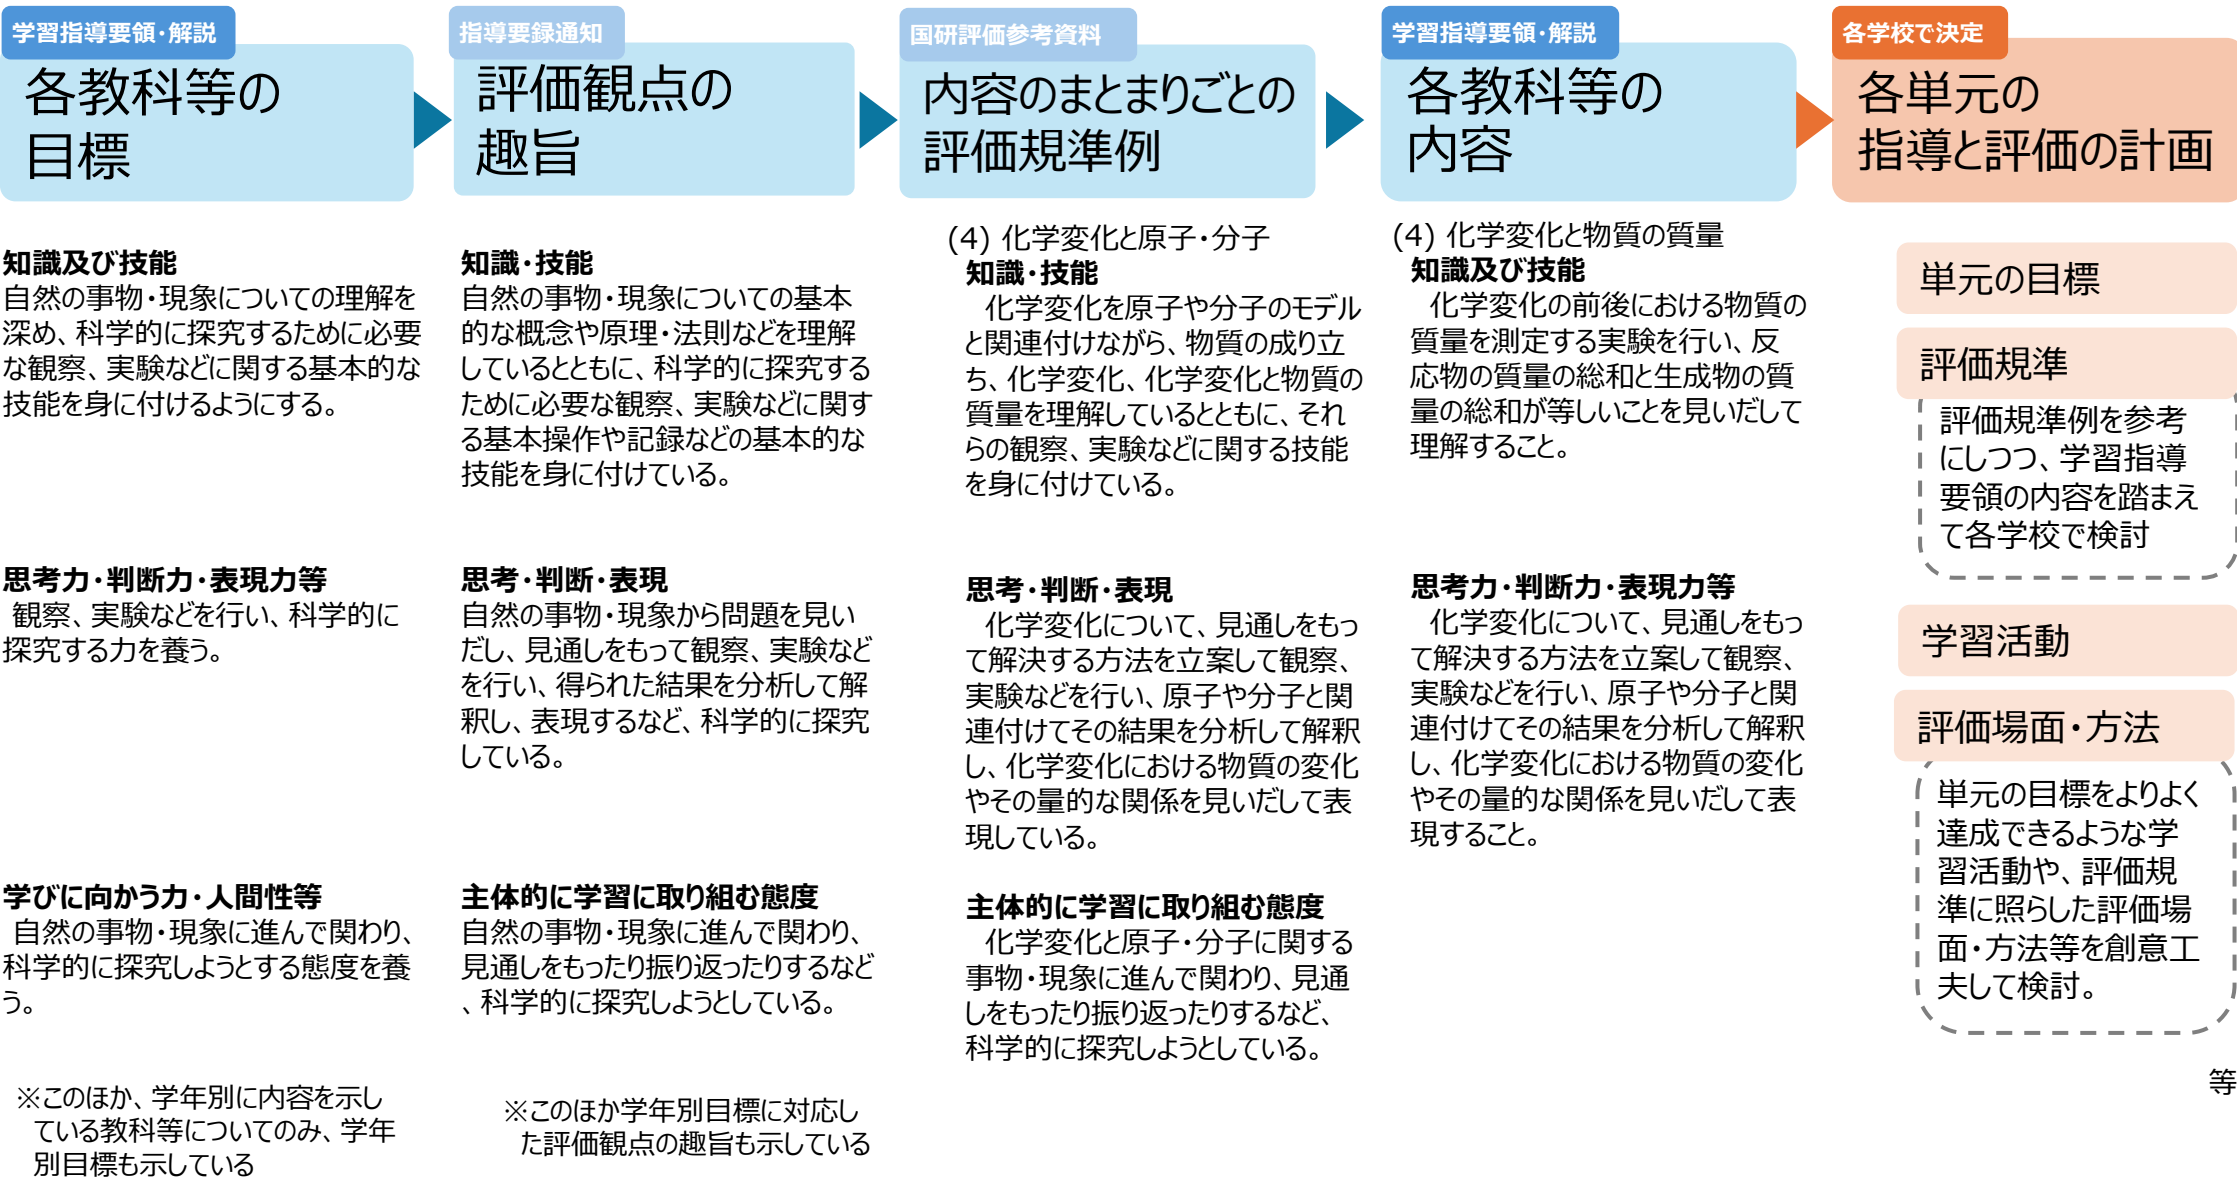 学習指導要領・解説
各教科等の
目標
知識及び技能
自然の事物・現象についての理解を
深め、科学的に探究するために必要
な観察、実験などに関する基本的な
技能を身に付けるようにする。
思考力・判断力・表現力等
観察、実験などを行い、科学的に
探究する力を養う。
学びに向かう力・人間性等
自然の事物・現象に進んで関わり、
科学的に探究しようとする態度を養
う。
※このほか、学年別に内容を示し
ている教科等についてのみ、学年
別目標も示している
指導要録通知
評価観点の
趣旨
知識・技能
自然の事物・現象についての基本
的な概念や原理・法則などを理解
しているとともに、科学的に探究する
ために必要な観察、実験などに関す
る基本操作や記録などの基本的な
技能を身に付けている。
思考・判断・表現
自然の事物・現象から問題を見い
だし、見通しをもって観察、実験など
を行い、得られた結果を分析して解
釈し、表現するなど、科学的に探究
している。
主体的に学習に取り組む態度
自然の事物・現象に進んで関わり、
見通しをもったり振り返ったりするなど
、科学的に探究しようとしている。
※このほか学年別目標に対応し
た評価観点の趣旨も示している
国研評価参考資料
内容のまとまりごとの
評価規準例
(4) 化学変化と原子・分子
知識・技能
化学変化を原子や分子のモデル
と関連付けながら、物質の成り立
ち、化学変化、化学変化と物質の
質量を理解しているとともに、それ
らの観察、実験などに関する技能
を身に付けている。
思考・判断・表現
化学変化について、見通しをもっ
て解決する方法を立案して観察、
実験などを行い、原子や分子と関
連付けてその結果を分析して解釈
し、化学変化における物質の変化
やその量的な関係を見いだして表
現している。
主体的に学習に取り組む態度
化学変化と原子・分子に関する
事物・現象に進んで関わり、見通
しをもったり振り返ったりするなど、
科学的に探究しようとしている。
学習指導要領・解説
各教科等の
内容
(4) 化学変化と物質の質量
知識及び技能
化学変化の前後における物質の
質量を測定する実験を行い、反
応物の質量の総和と生成物の質
量の総和が等しいことを見いだして
理解すること。
思考力・判断力・表現力等
化学変化について、見通しをもっ
て解決する方法を立案して観察、
実験などを行い、原子や分子と関
連付けてその結果を分析して解釈
し、化学変化における物質の変化
やその量的な関係を見いだして表
現すること。
各学校で決定
各単元の
指導と評価の計画
単元の目標
評価規準
評価規準例を参考
にしつつ、学習指導
要領の内容を踏まえ
て各学校で検討
学習活動
評価場面・方法
単元の目標をよりよく
達成できるような学
習活動や、評価規
準に照らした評価場
面・方法等を創意工
夫して検討。
等